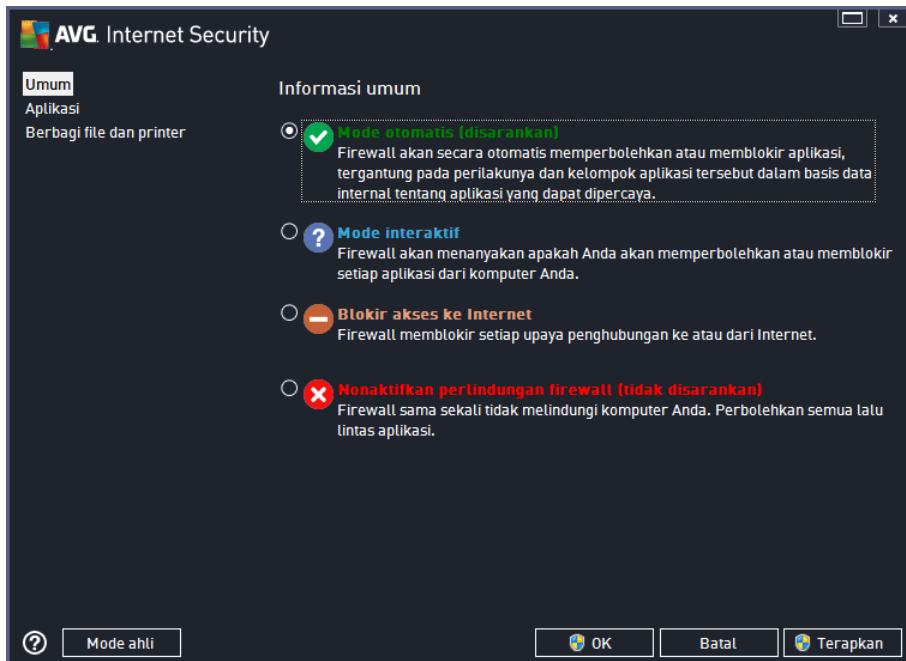 AVG. Internet Security
Umum
Aplikasi
Berbagi file dan printer
Informasi umum
Mode otomatis (disarankan)
Firewall akan secara otomatis memperbolehkan atau memblokir aplikasi,
tergantung pada perilakunya dan kelompok aplikasi tersebut dalam basis data
internal tentang aplikasi yang dapat dipercaya.
Mode interaktif
Firewall akan menanyakan apakah Anda akan memperbolehkan atau memblokir
setiap aplikasi dari komputer Anda.
Blokir akses ke Internet
Firewall memblokir setiap upaya penghubungan ke atau dari Internet.
Nonaktifkan perlindungan firewall (tidak disarankan)
Firewall sama sekali tidak melindungi komputer Anda. Perbolehkan semua lalu
lintas aplikasi.
Mode ahli
OK
Batal
Terapkan